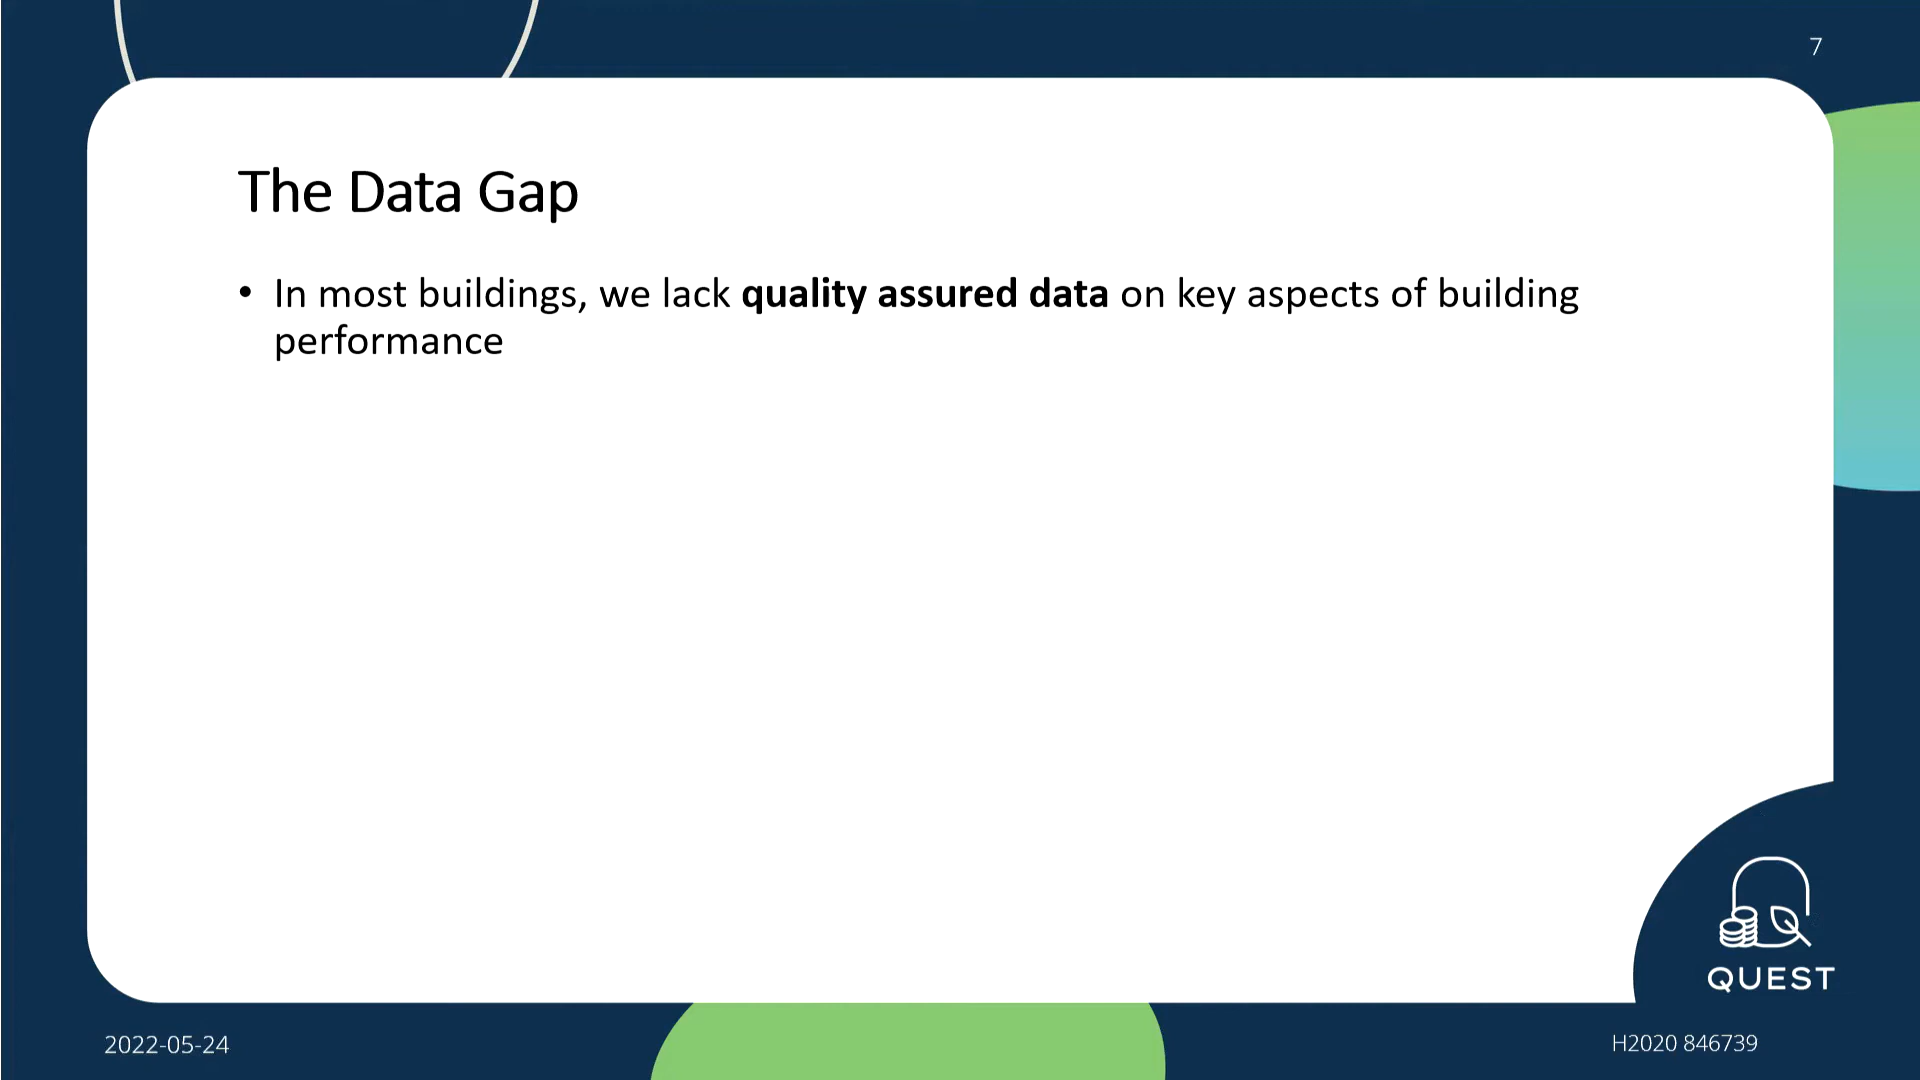 7
The Data Gap
• In most buildings, we lack quality assured data on key aspects of building
performance
QUEST
2022-05-24
H2020 846739